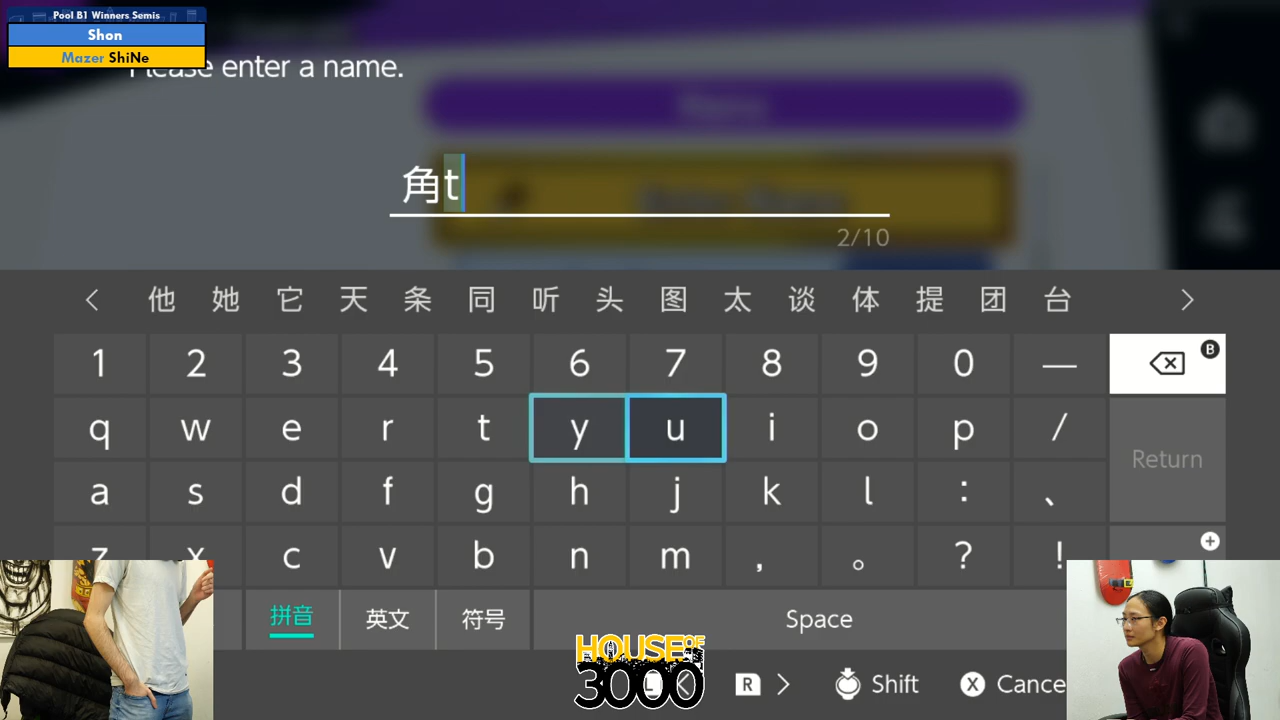 Pool B1 Winners Semis
Shon
Mazer ShiNe
Please enter a name.
角t
2/10
他 她 它 天 条 同 听 头 图 太 谈 体 提 团 台
1 2 3 4 5 6 7 8 9 0 —
B
q w e r t y u i o p /
Return
a s d f g h j k l : 、
z x c v b n m , 。 ? !
拼音 英文 符号 Space
HOUSE OF
3000
L R Shift X Cance